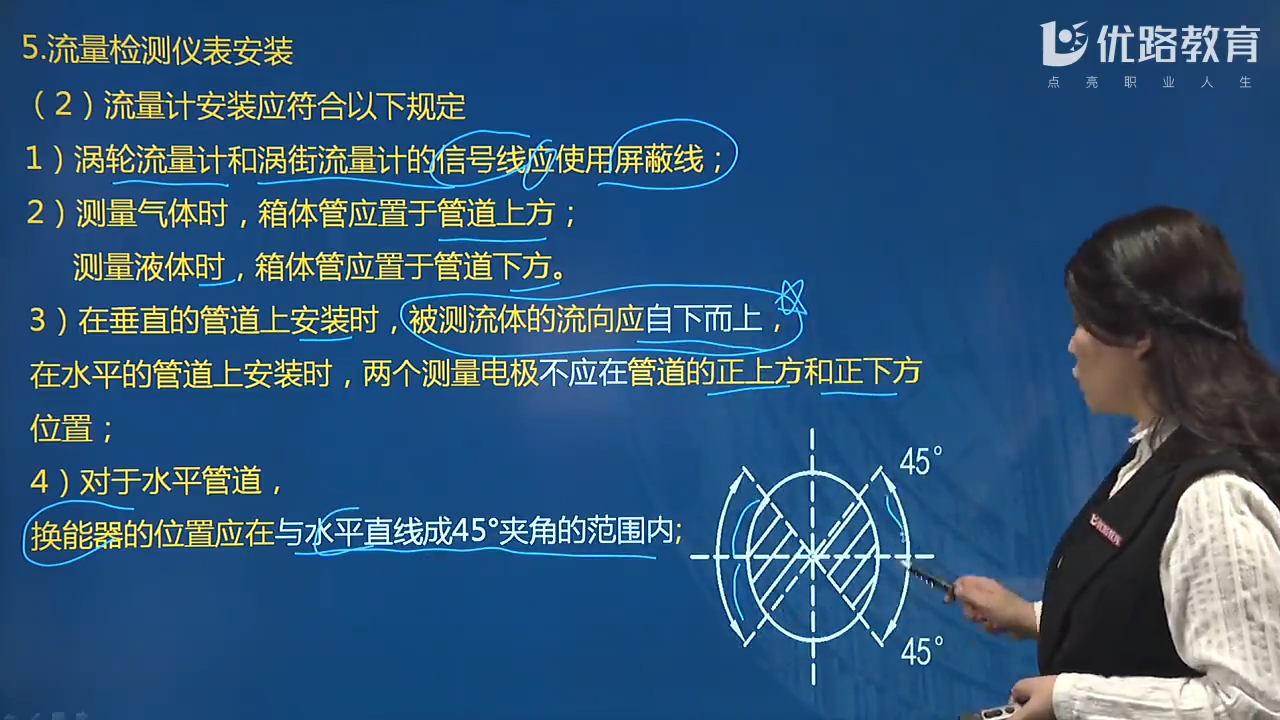 优路教育
点亮职业人生
5.流量检测仪表安装
（2）流量计安装应符合以下规定
1）涡轮流量计和涡街流量计的信号线应使用屏蔽线；
2）测量气体时，箱体管应置于管道上方；
测量液体时，箱体管应置于管道下方。
3）在垂直的管道上安装时，被测流体的流向应自下而上，
在水平的管道上安装时，两个测量电极不应在管道的正上方和正下方
位置；
4）对于水平管道，
换能器的位置应在与水平直线成45°夹角的范围内;
45°
45°